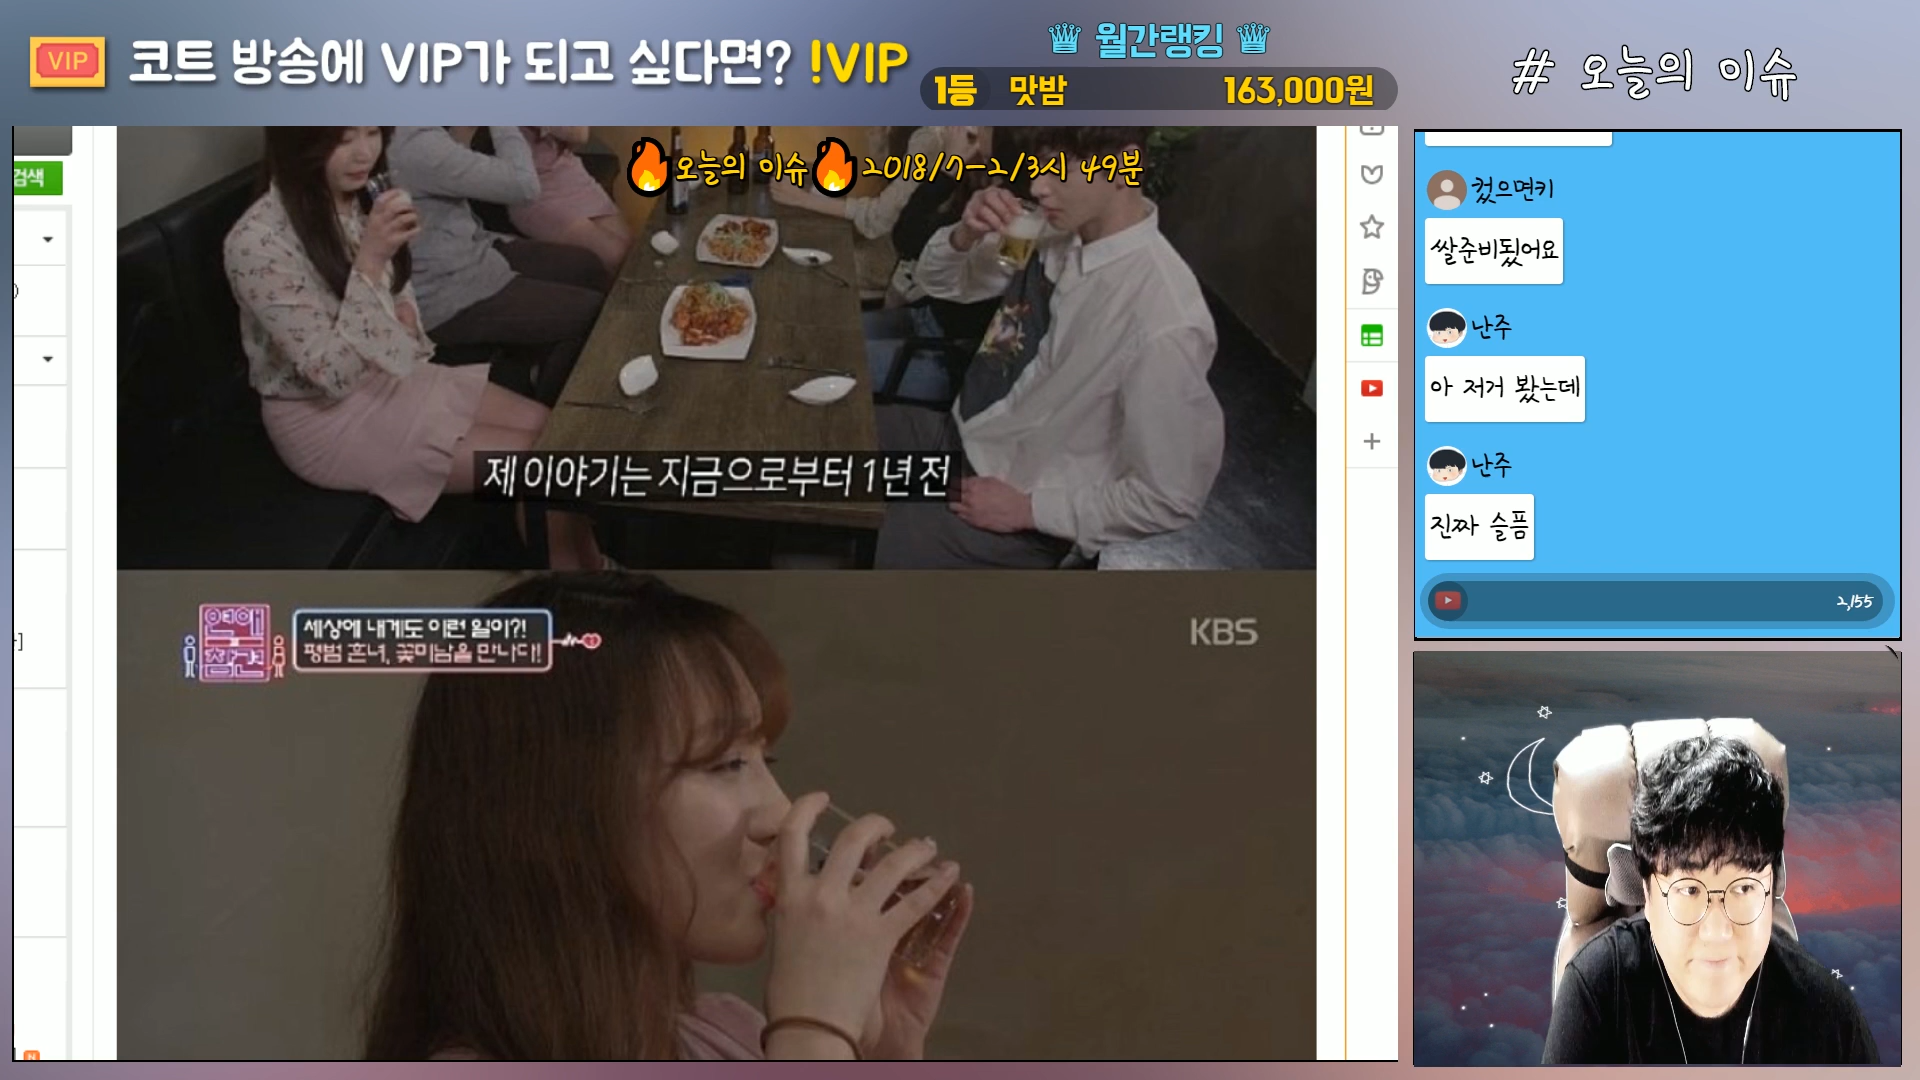 VIP 코트 방송에 VIP가 되고 싶다면? !VIP
월간랭킹
1등 맛밤 163,000원
# 오늘의 이슈
검색
오늘의 이슈 2018/7-2/3시 49분
제 이야기는 지금으로부터 1년 전
연애
참견
세상에 내게도 이런 일이?!
평범 흔녀, 꽃미남을 만나다!
KBS
)
]
N
컸으면키
쌀준비됬어요
난주
아 저거 봤는데
난주
진짜 슬픔
2,155